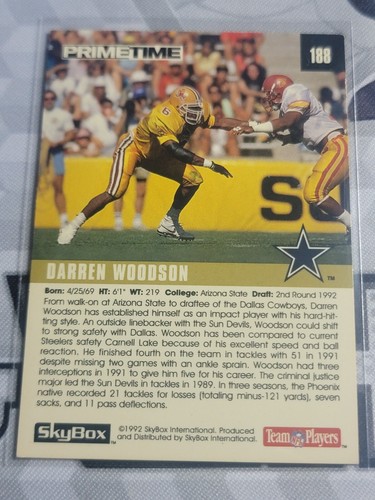 PRIMETIME
188
6
S
DARREN WOODSON
TM
Born: 4/25/69 HT: 6'1" WT: 219 College: Arizona State Draft: 2nd Round 1992
From walk-on at Arizona State to draftee of the Dallas Cowboys, Darren
Woodson has established himself as an impact player with his hard-hit-
ting style. An outside linebacker with the Sun Devils, Woodson could shift
to strong safety with Dallas. Woodson has been compared to current
Steelers safety Carnell Lake because of his excellent speed and ball
reaction. He finished fourth on the team in tackles with 51 in 1991
despite missing two games with an ankle sprain. Woodson had three
interceptions in 1991 to give him five for his career. The criminal justice
major led the Sun Devils in tackles in 1989. In three seasons, the Phoenix
native recorded 21 tackles for losses (totaling minus-121 yards), seven
sacks, and 11 pass deflections.
SkyBox TM
©1992 SkyBox International. Produced
and Distributed by SkyBox International.
Team NFL Players TM